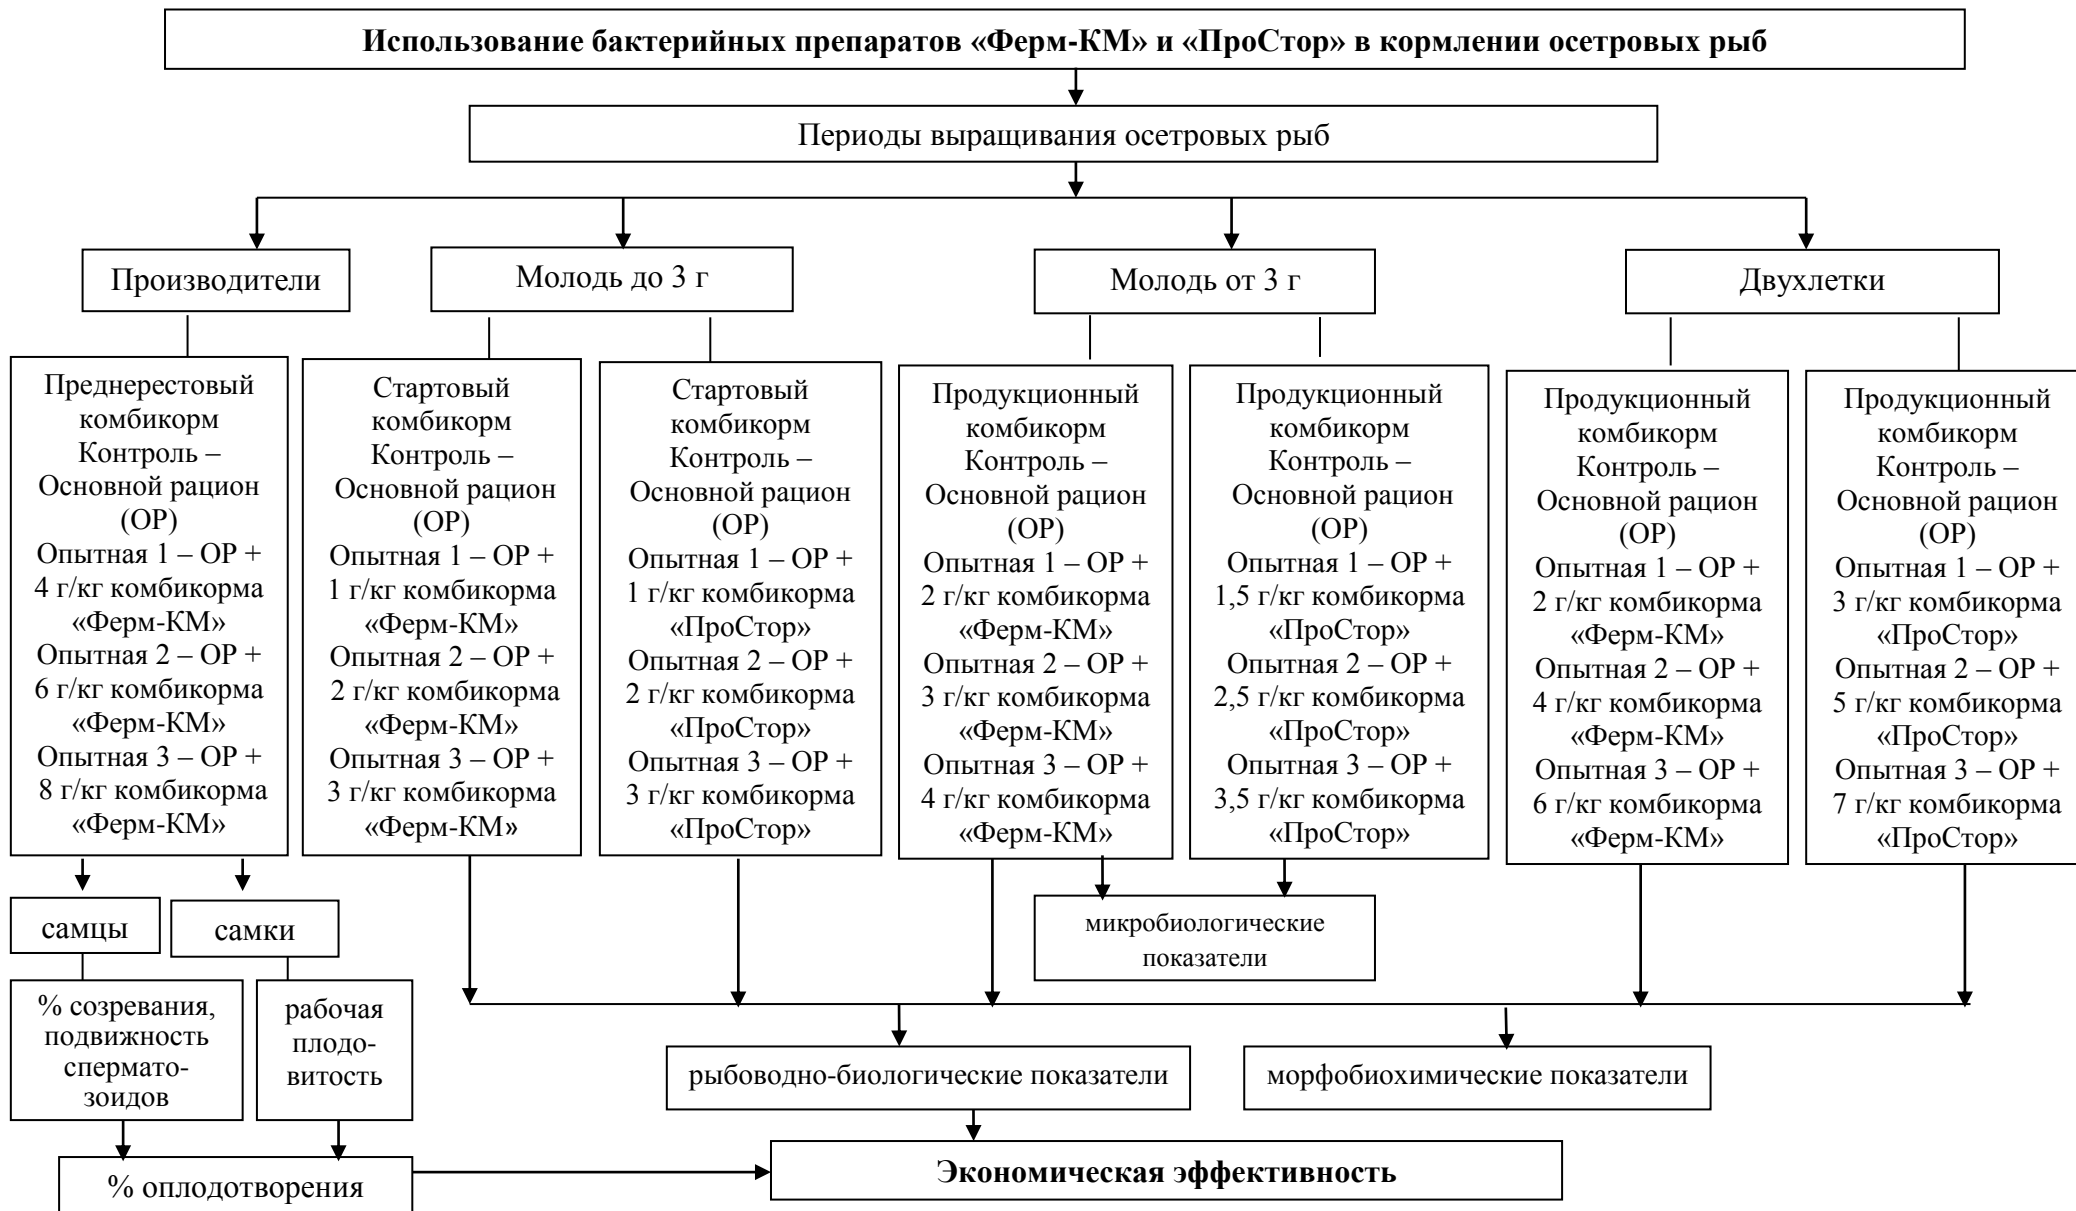 Использование бактерийных препаратов «Ферм-КМ» и «ПроСтор» в кормлении осетровых рыб
Периоды выращивания осетровых рыб
Производители
Молодь до 3 г
Молодь от 3 г
Двухлетки
Преднерестовый
комбикорм
Контроль –
Основной рацион
(ОР)
Опытная 1 – ОР +
4 г/кг комбикорма
«Ферм-КМ»
Опытная 2 – ОР +
6 г/кг комбикорма
«Ферм-КМ»
Опытная 3 – ОР +
8 г/кг комбикорма
«Ферм-КМ»
Стартовый
комбикорм
Контроль –
Основной рацион
(ОР)
Опытная 1 – ОР +
1 г/кг комбикорма
«Ферм-КМ»
Опытная 2 – ОР +
2 г/кг комбикорма
«Ферм-КМ»
Опытная 3 – ОР +
3 г/кг комбикорма
«Ферм-КМ»
Стартовый
комбикорм
Контроль –
Основной рацион
(ОР)
Опытная 1 – ОР +
1 г/кг комбикорма
«ПроСтор»
Опытная 2 – ОР +
2 г/кг комбикорма
«ПроСтор»
Опытная 3 – ОР +
3 г/кг комбикорма
«ПроСтор»
Продукционный
комбикорм
Контроль –
Основной рацион
(ОР)
Опытная 1 – ОР +
2 г/кг комбикорма
«Ферм-КМ»
Опытная 2 – ОР +
3 г/кг комбикорма
«Ферм-КМ»
Опытная 3 – ОР +
4 г/кг комбикорма
«Ферм-КМ»
Продукционный
комбикорм
Контроль –
Основной рацион
(ОР)
Опытная 1 – ОР +
1,5 г/кг комбикорма
«ПроСтор»
Опытная 2 – ОР +
2,5 г/кг комбикорма
«ПроСтор»
Опытная 3 – ОР +
3,5 г/кг комбикорма
«ПроСтор»
Продукционный
комбикорм
Контроль –
Основной рацион
(ОР)
Опытная 1 – ОР +
2 г/кг комбикорма
«Ферм-КМ»
Опытная 2 – ОР +
4 г/кг комбикорма
«Ферм-КМ»
Опытная 3 – ОР +
6 г/кг комбикорма
«Ферм-КМ»
Продукционный
комбикорм
Контроль –
Основной рацион
(ОР)
Опытная 1 – ОР +
3 г/кг комбикорма
«ПроСтор»
Опытная 2 – ОР +
5 г/кг комбикорма
«ПроСтор»
Опытная 3 – ОР +
7 г/кг комбикорма
«ПроСтор»
самцы
самки
микробиологические
показатели
% созревания,
подвижность
спермато-
зоидов
рабочая
плодо-
витость
рыбоводно-биологические показатели
морфобиохимические показатели
% оплодотворения
Экономическая эффективность